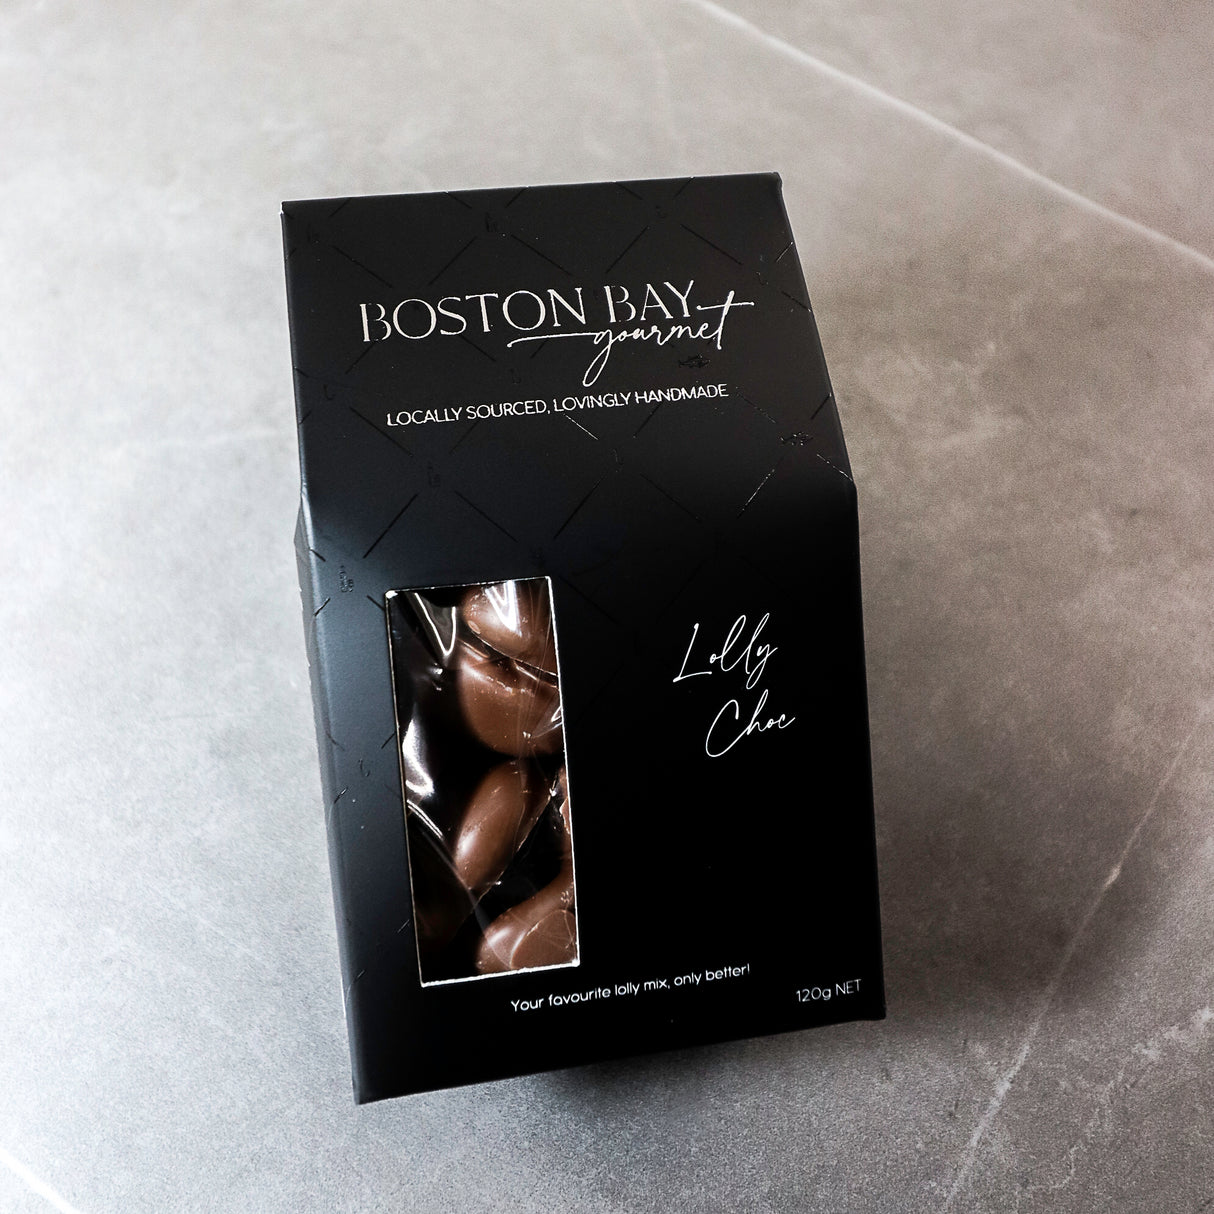 BOSTON BAY
gourmet
LOCALLY SOURCED, LOVINGLY HANDMADE
Lolly
Choc
Your favourite lolly mix, only better!
120g NET